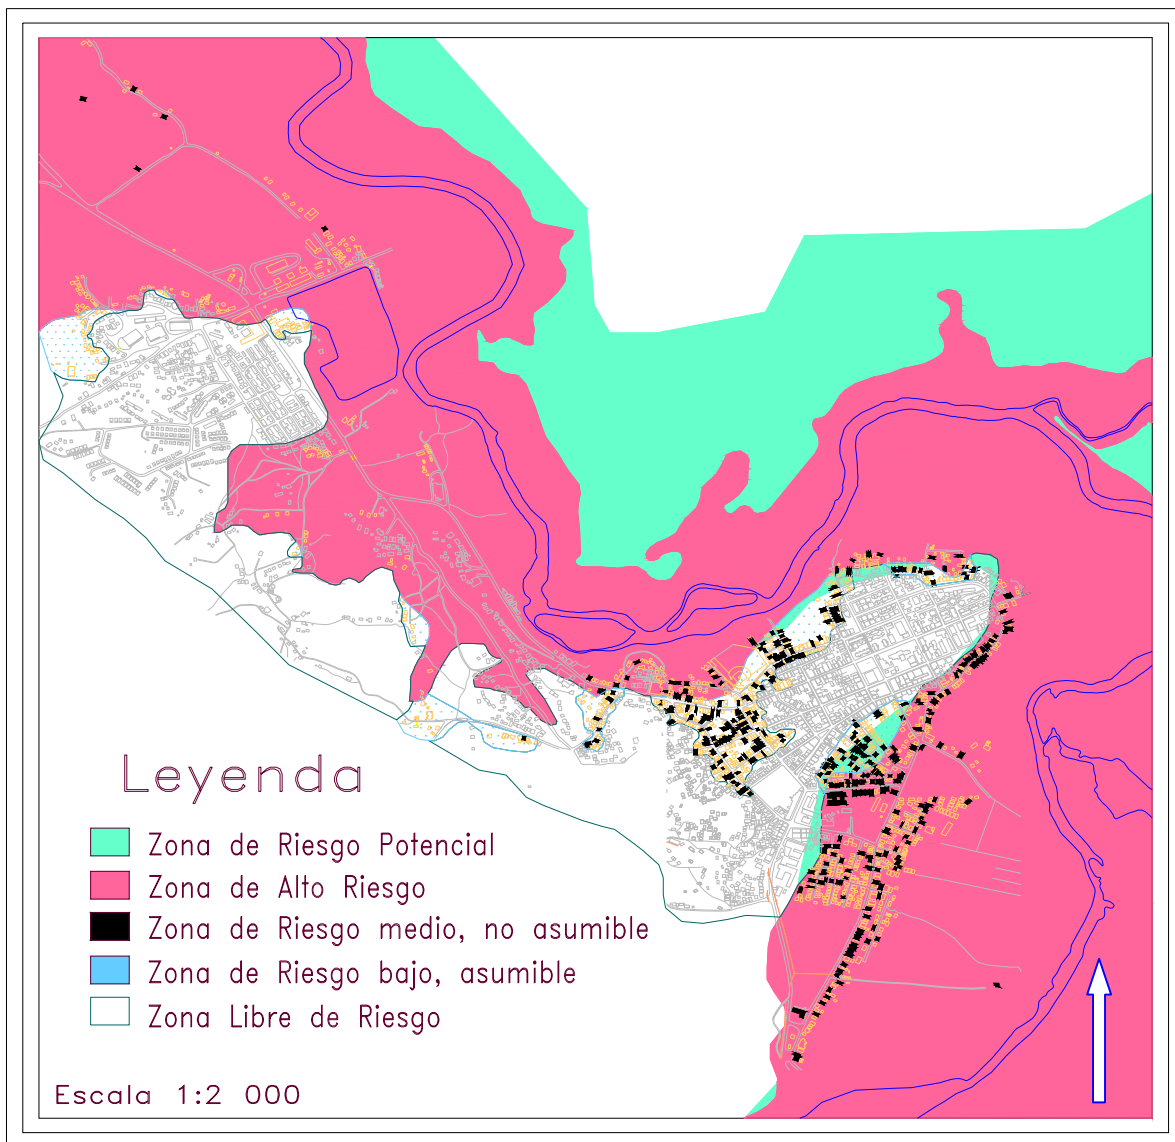 Leyenda
Zona de Riesgo Potencial
Zona de Alto Riesgo
Zona de Riesgo medio, no asumible
Zona de Riesgo bajo, asumible
Zona Libre de Riesgo
Escala 1:2 000